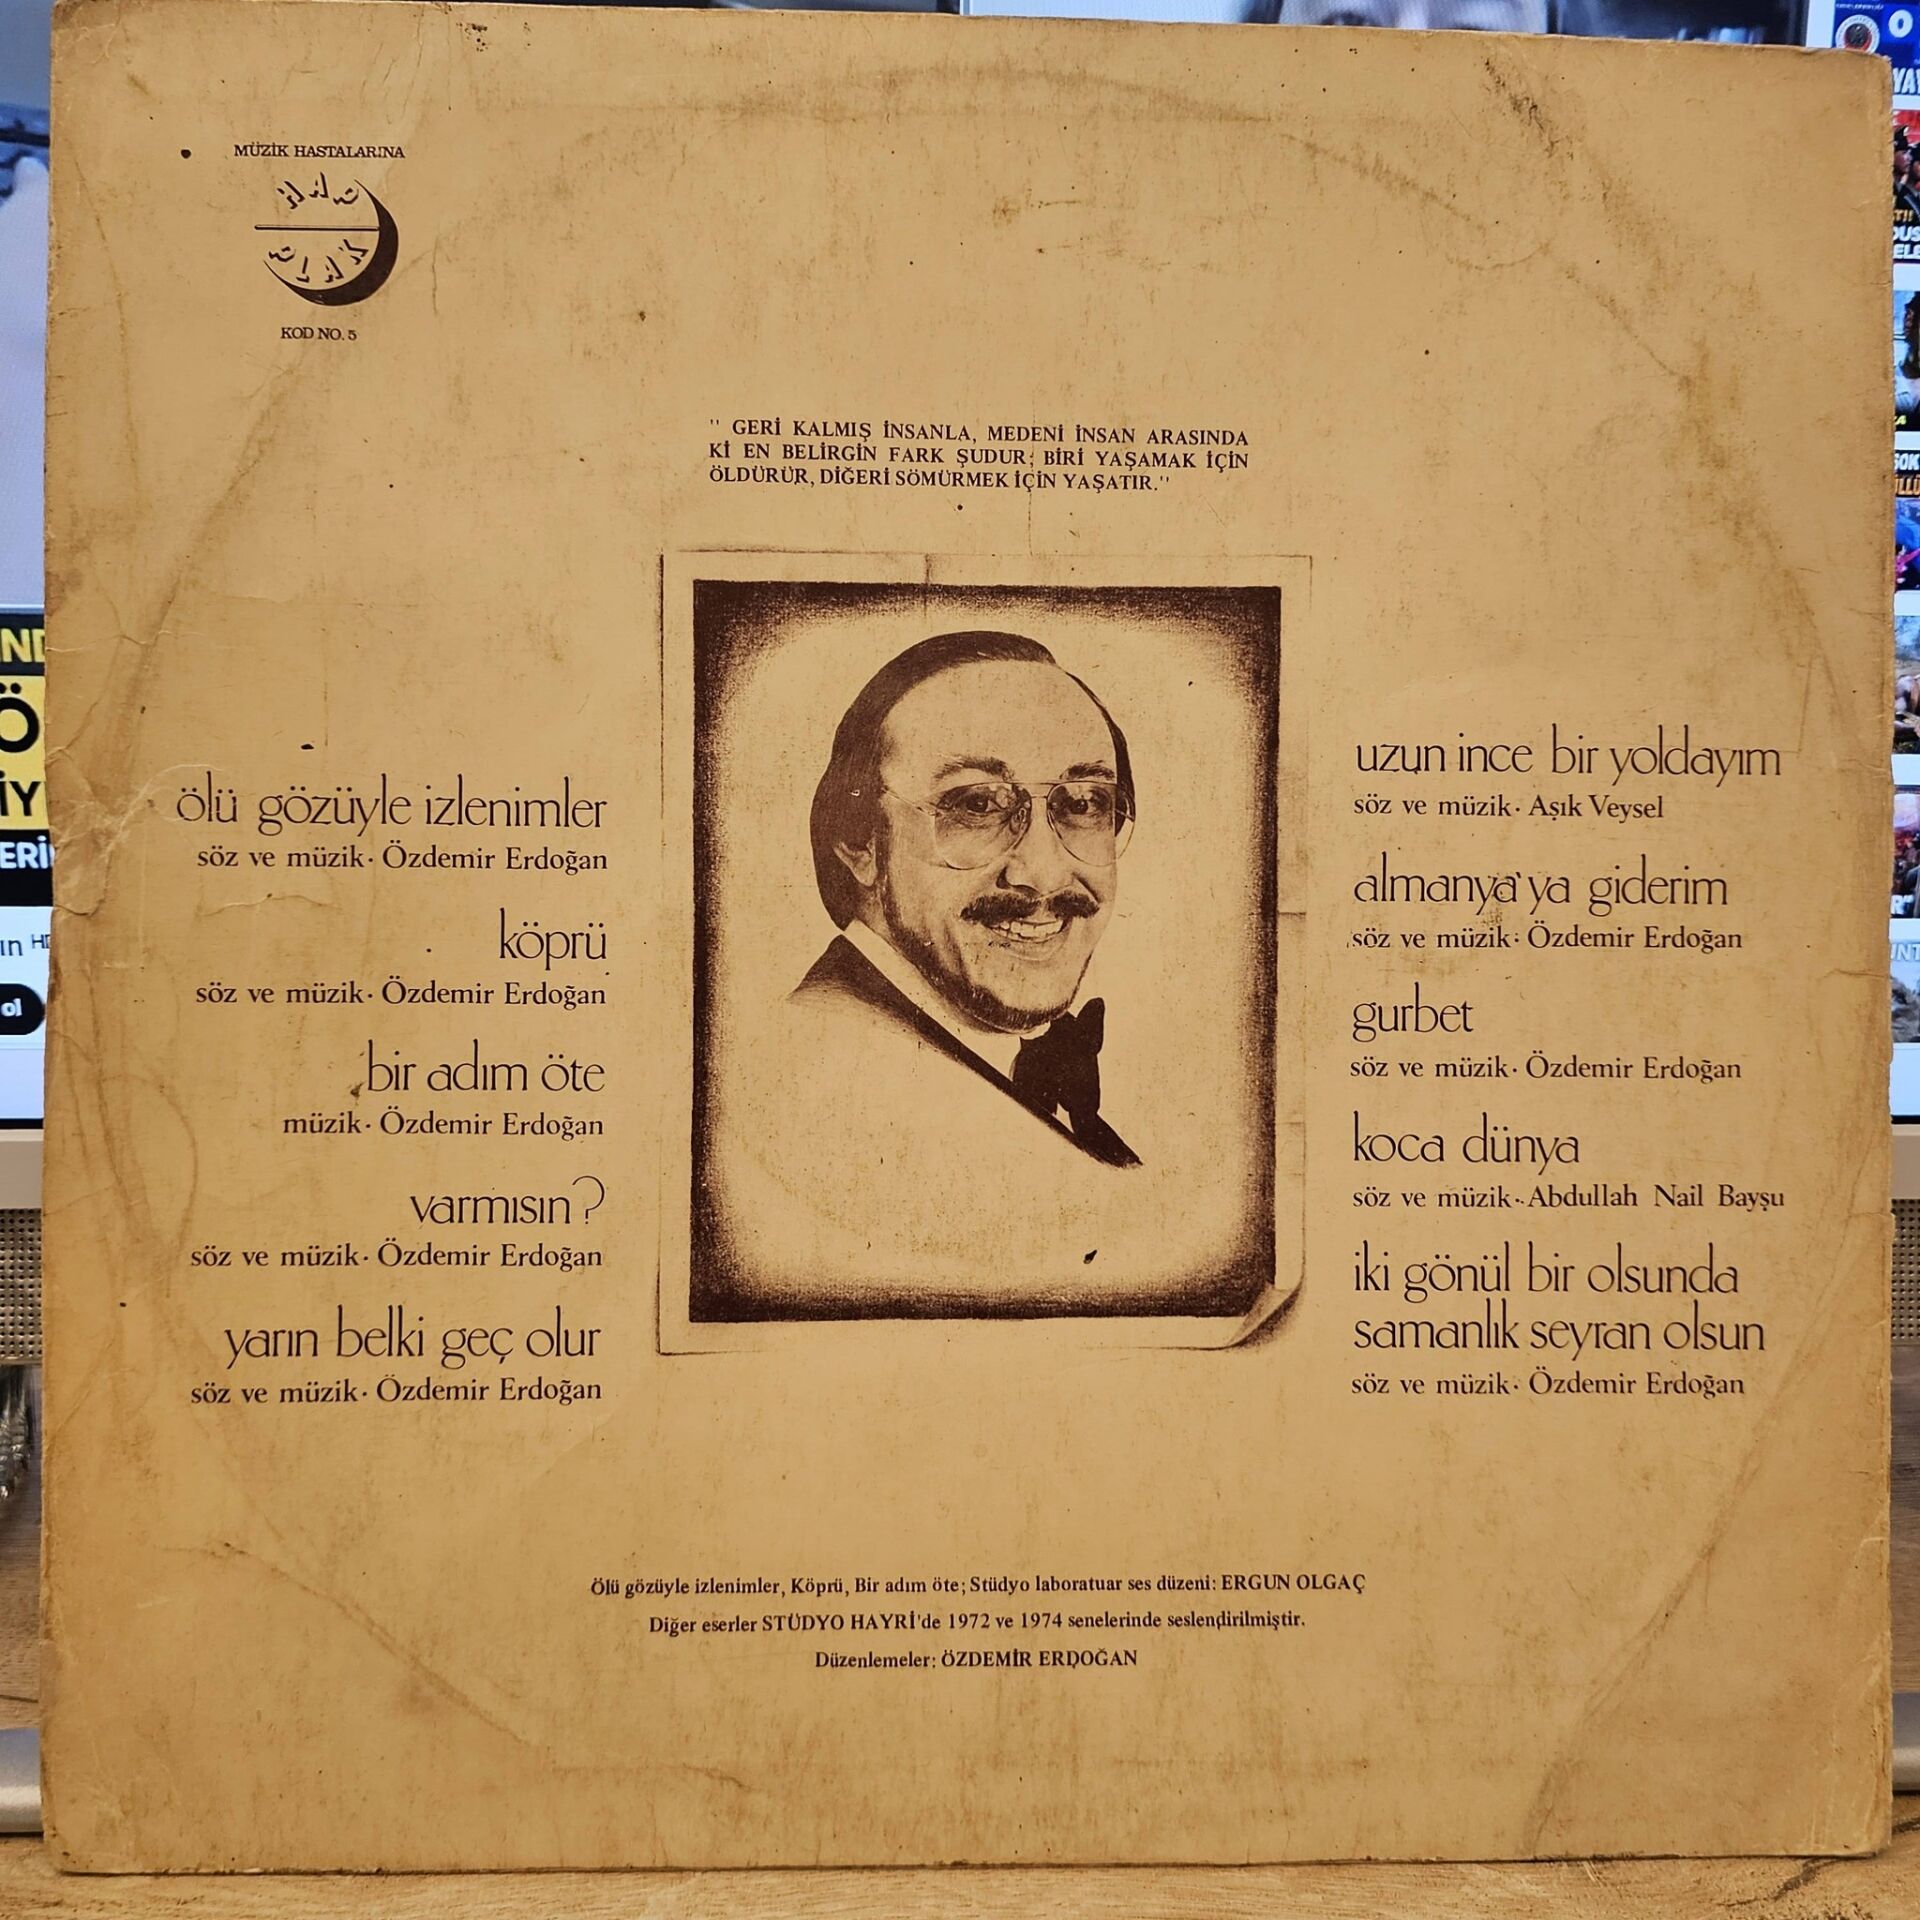 MÜZİK HASTALARINA
KOD NO. 5
" GERİ KALMIŞ İNSANLA, MEDENİ İNSAN ARASINDA
Kİ EN BELİRGİN FARK ŞUDUR; BİRİ YAŞAMAK İÇİN
ÖLDÜRÜR, DİĞERİ SÖMÜRMEK İÇİN YAŞATIR."
ölü gözüyle izlenimler
söz ve müzik· Özdemir Erdoğan
köprü
söz ve müzik· Özdemir Erdoğan
bir adım öte
müzik· Özdemir Erdoğan
varmısın?
söz ve müzik· Özdemir Erdoğan
yarın belki geç olur
söz ve müzik· Özdemir Erdoğan
uzun ince bir yoldayım
söz ve müzik· Aşık Veysel
almanya'ya giderim
söz ve müzik· Özdemir Erdoğan
gurbet
söz ve müzik· Özdemir Erdoğan
koca dünya
söz ve müzik· Abdullah Nail Bayşu
iki gönül bir olsunda
samanlık seyran olsun
söz ve müzik· Özdemir Erdoğan
Ölü gözüyle izlenimler, Köprü, Bir adım öte; Stüdyo laboratuar ses düzeni: ERGUN OLGAÇ
Diğer eserler STÜDYO HAYRİ'de 1972 ve 1974 senelerinde seslendirilmiştir.
Düzenlemeler: ÖZDEMİR ERDOĞAN